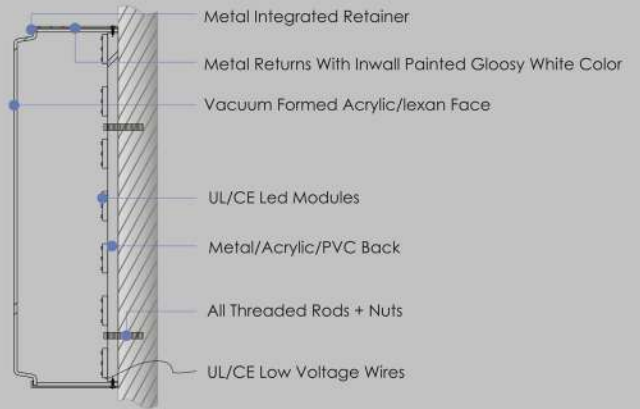 Metal Integrated Retainer
Metal Returns With Inwall Painted Gloosy White Color
Vacuum Formed Acrylic/lexan Face
UL/CE Led Modules
Metal/Acrylic/PVC Back
All Threaded Rods + Nuts
UL/CE Low Voltage Wires